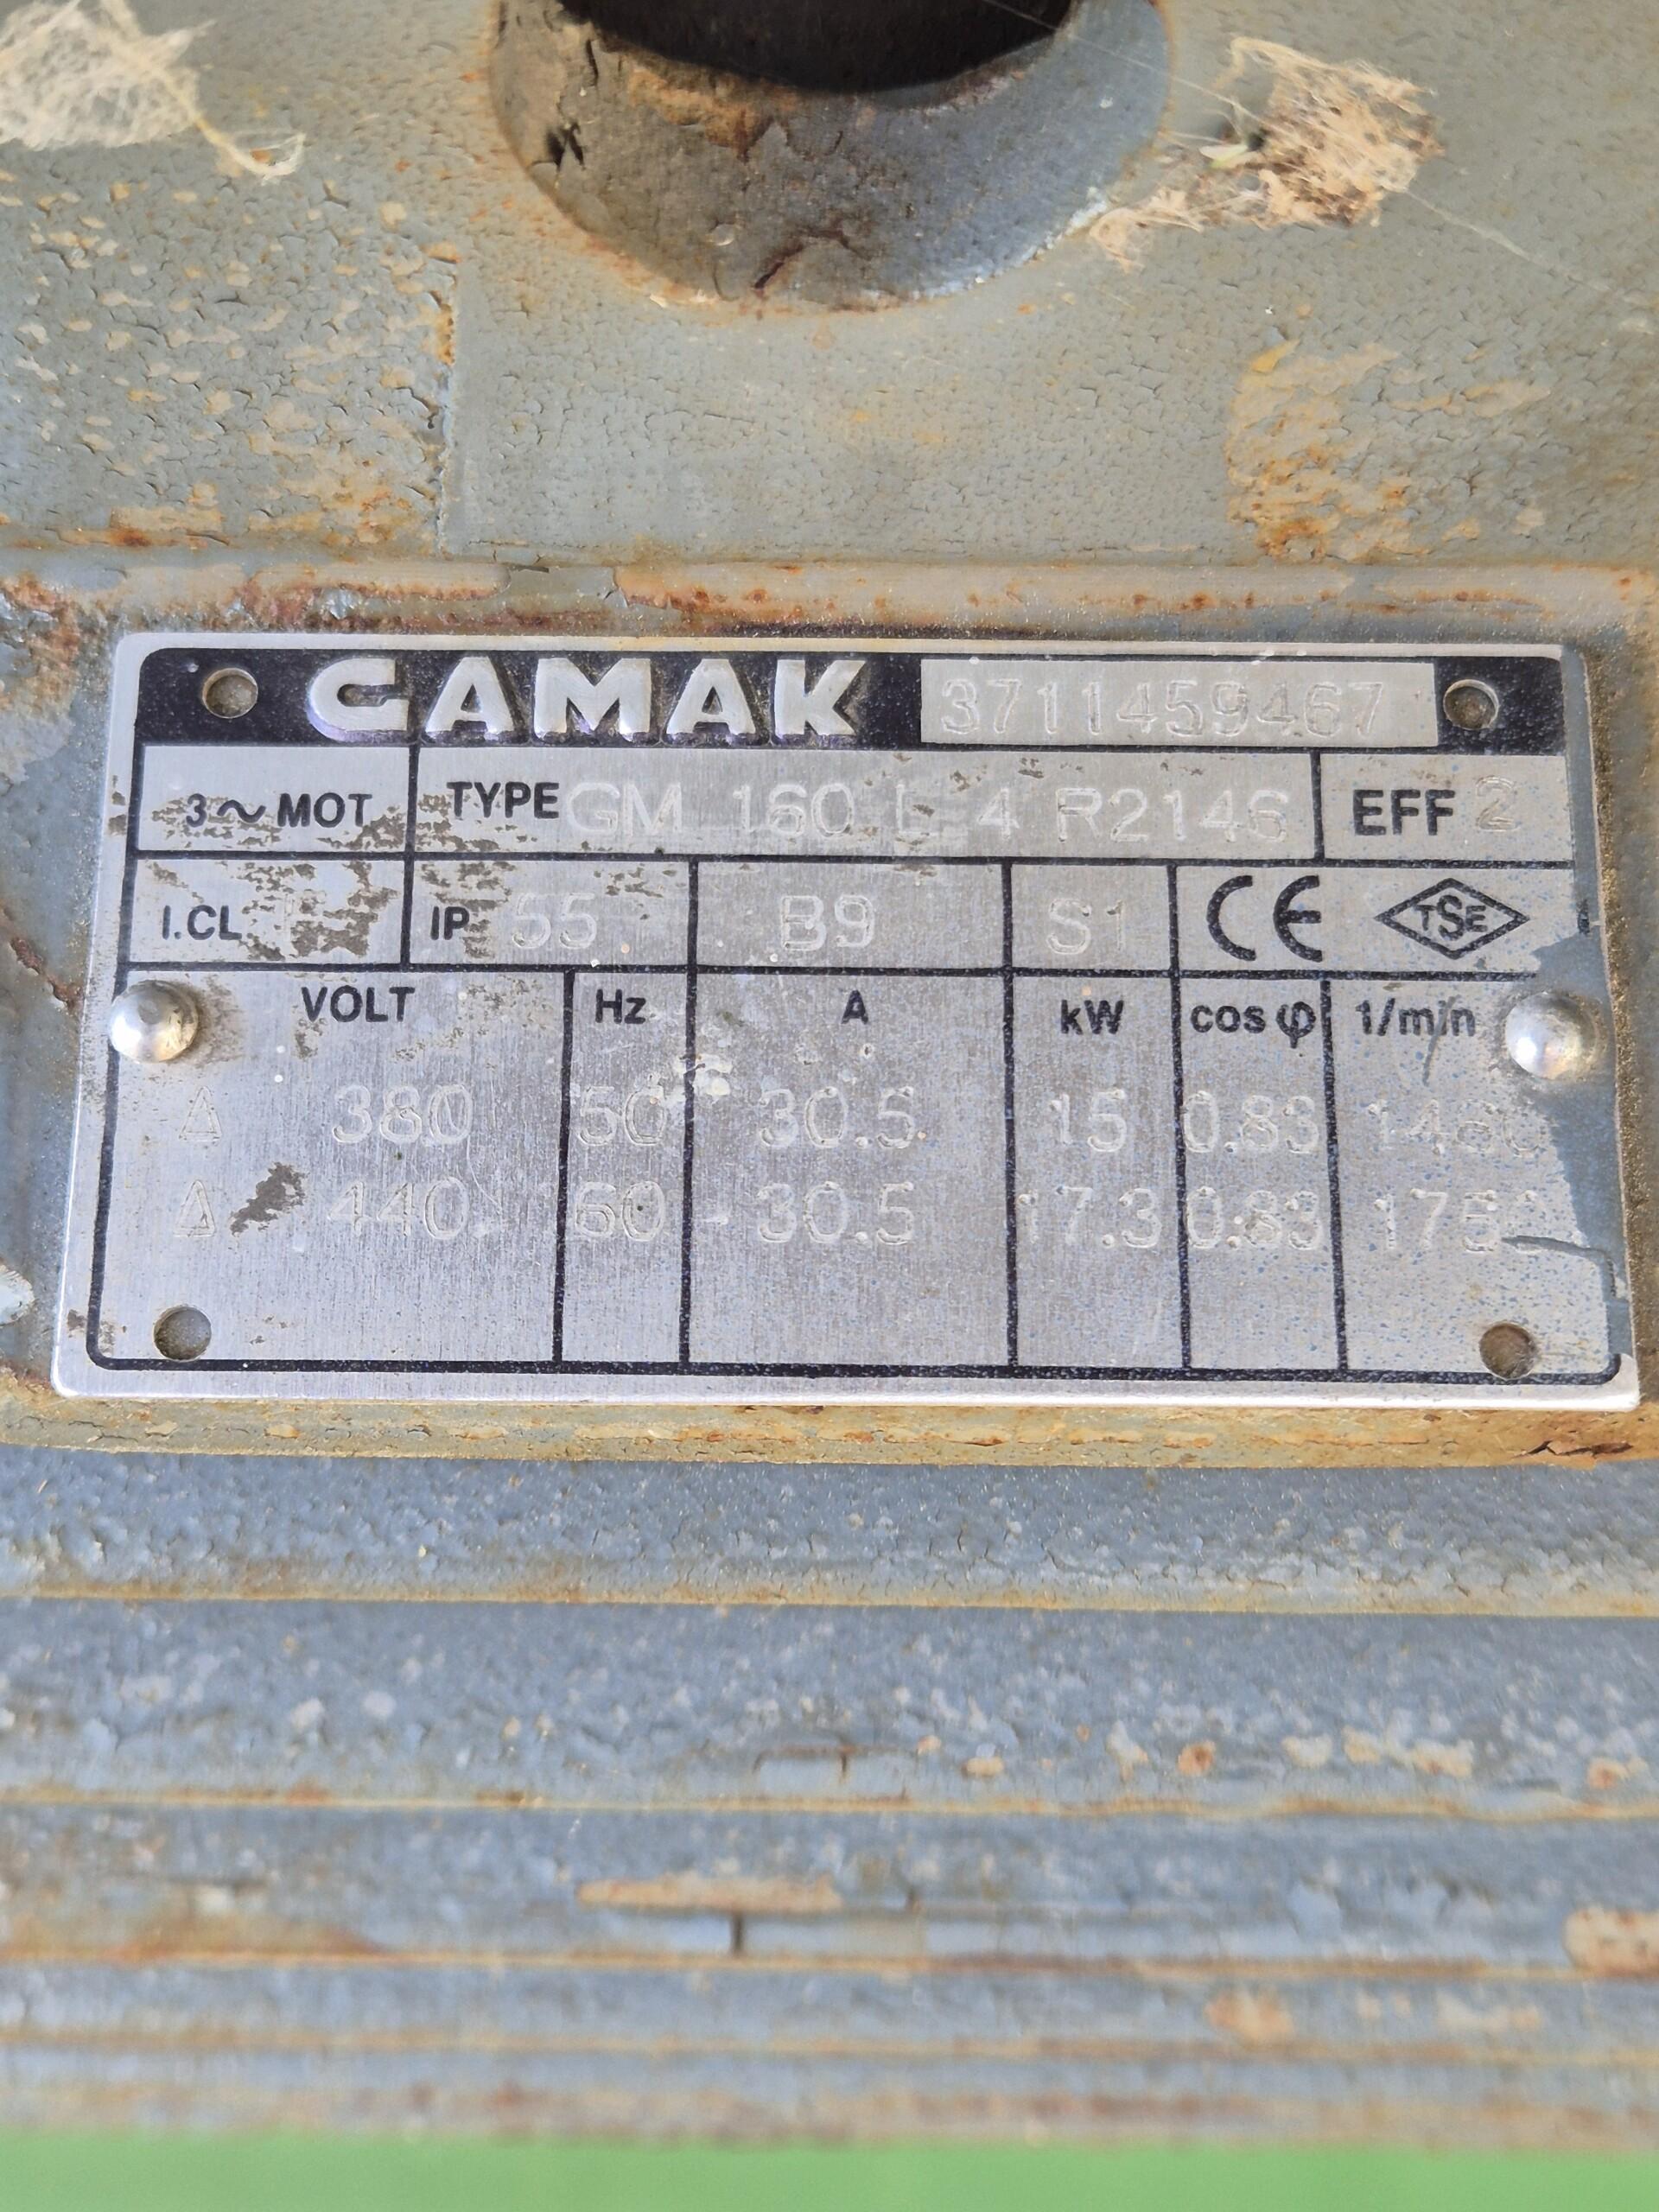 GAMAK 3711459467
3~MOT TYPE GM 160 L 4 R2146 EFF 2
I.CL F IP 55 B9 S1 CE TSE
VOLT Hz A kW cos φ 1/min
Δ 380 50 30.5 15 0.83 1460
Δ 440 60 30.5 17.3 0.83